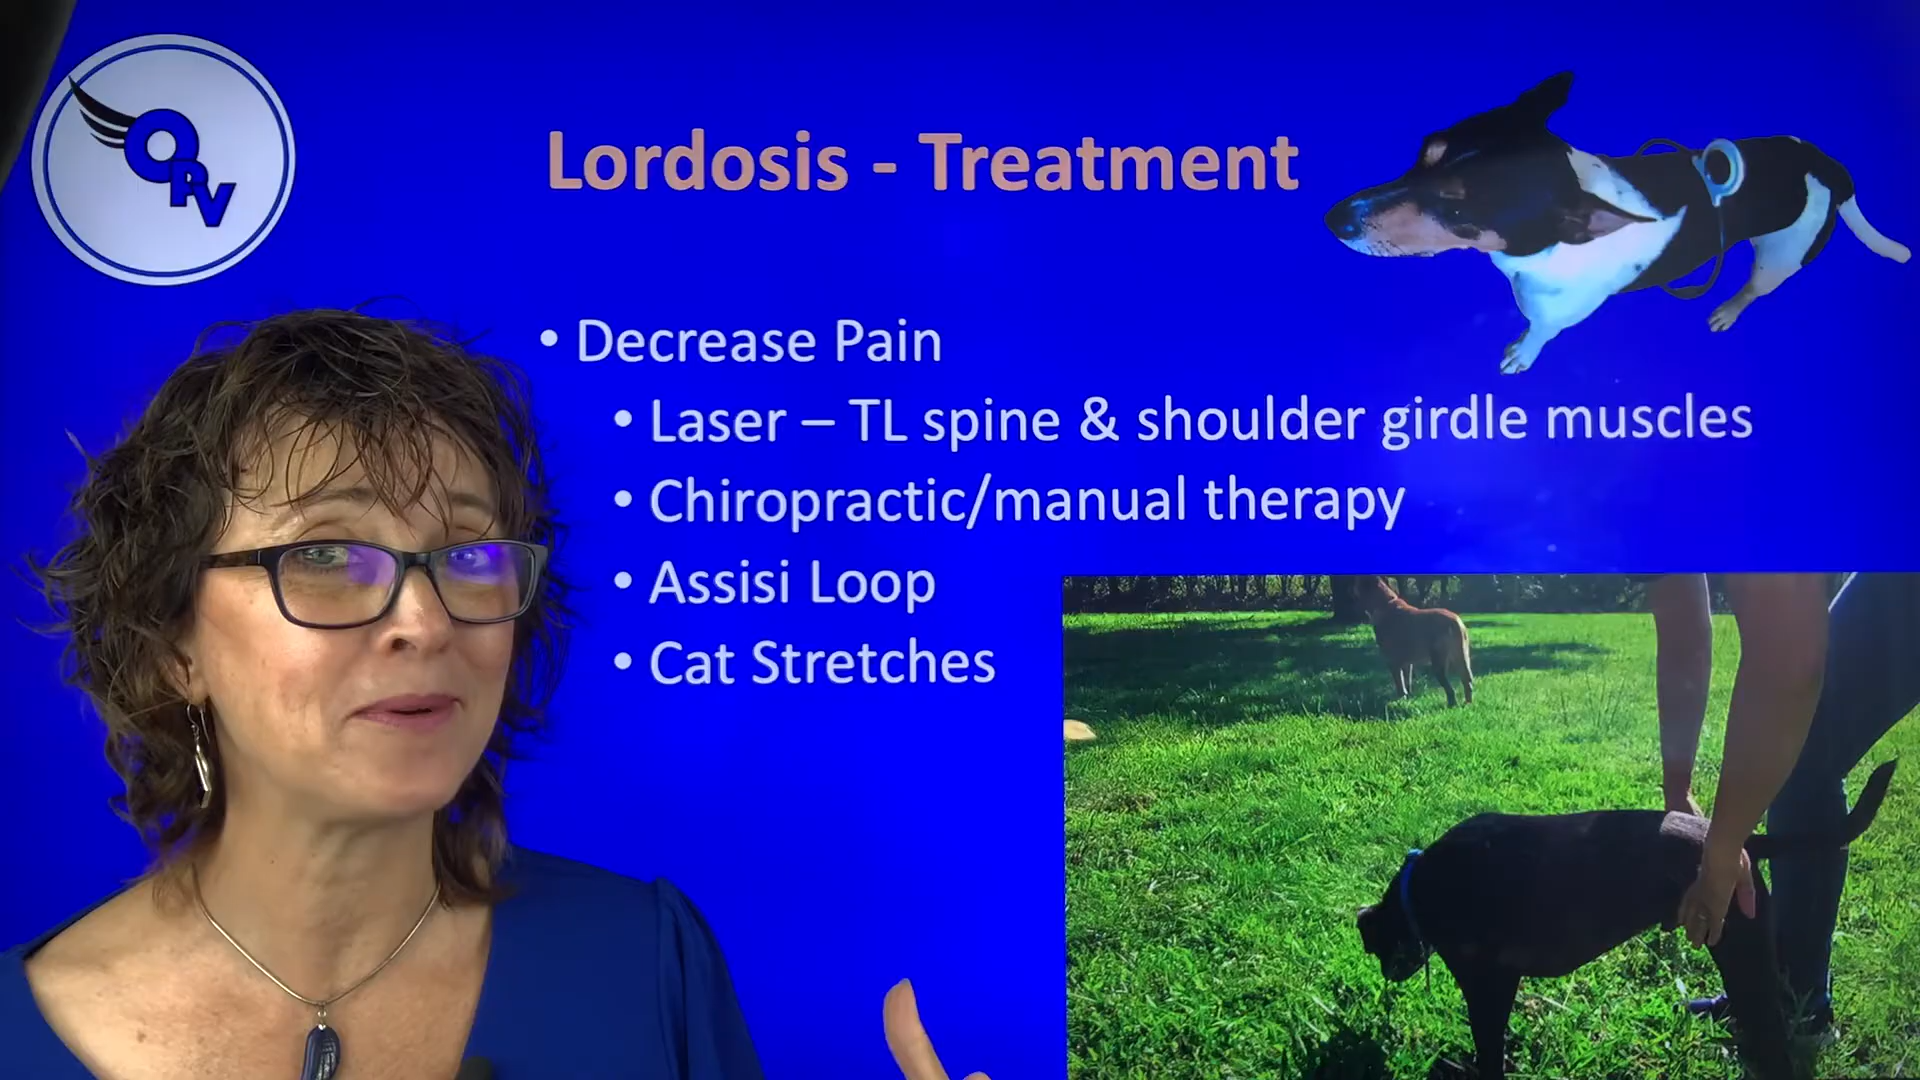 OPV
Lordosis - Treatment
• Decrease Pain
• Laser – TL spine & shoulder girdle muscles
• Chiropractic/manual therapy
• Assisi Loop
• Cat Stretches